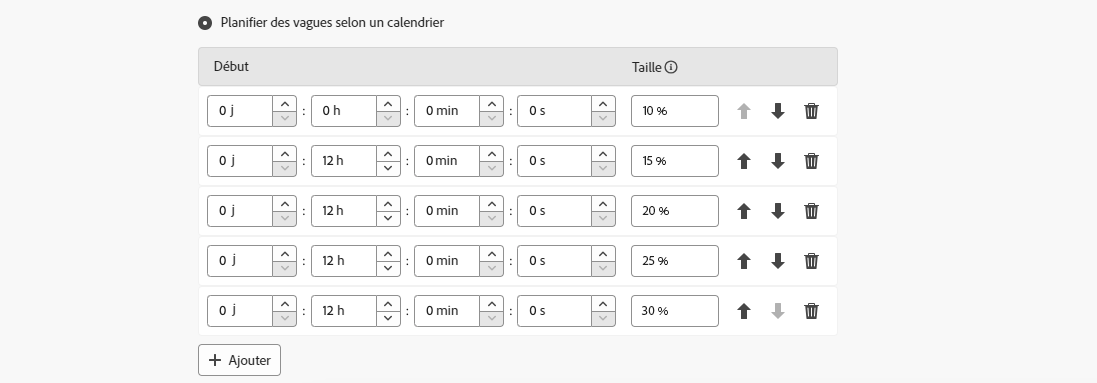 Planifier des vagues selon un calendrier
Début Taille
0 j : 0 h : 0 min : 0 s 10 %
0 j : 12 h : 0 min : 0 s 15 %
0 j : 12 h : 0 min : 0 s 20 %
0 j : 12 h : 0 min : 0 s 25 %
0 j : 12 h : 0 min : 0 s 30 %
+ Ajouter